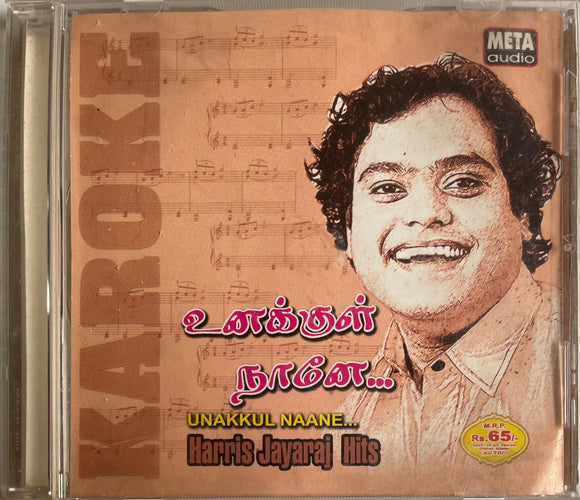 META
audio
KAROKE
உனக்குள்
நானே...
UNAKKUL NAANE...
Harris Jayaraj Hits
M.R.P
Rs.65/-